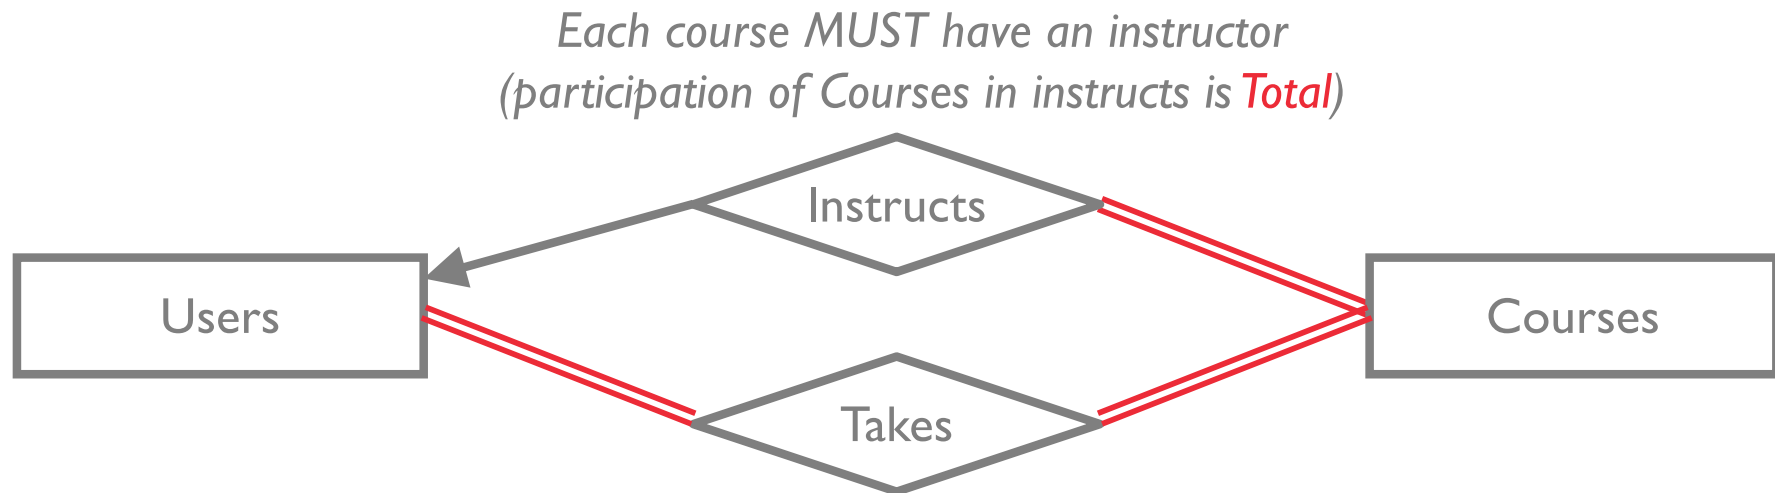 Each course MUST have an instructor
(participation of Courses in instructs is Total)
Instructs
Users
Courses
Takes